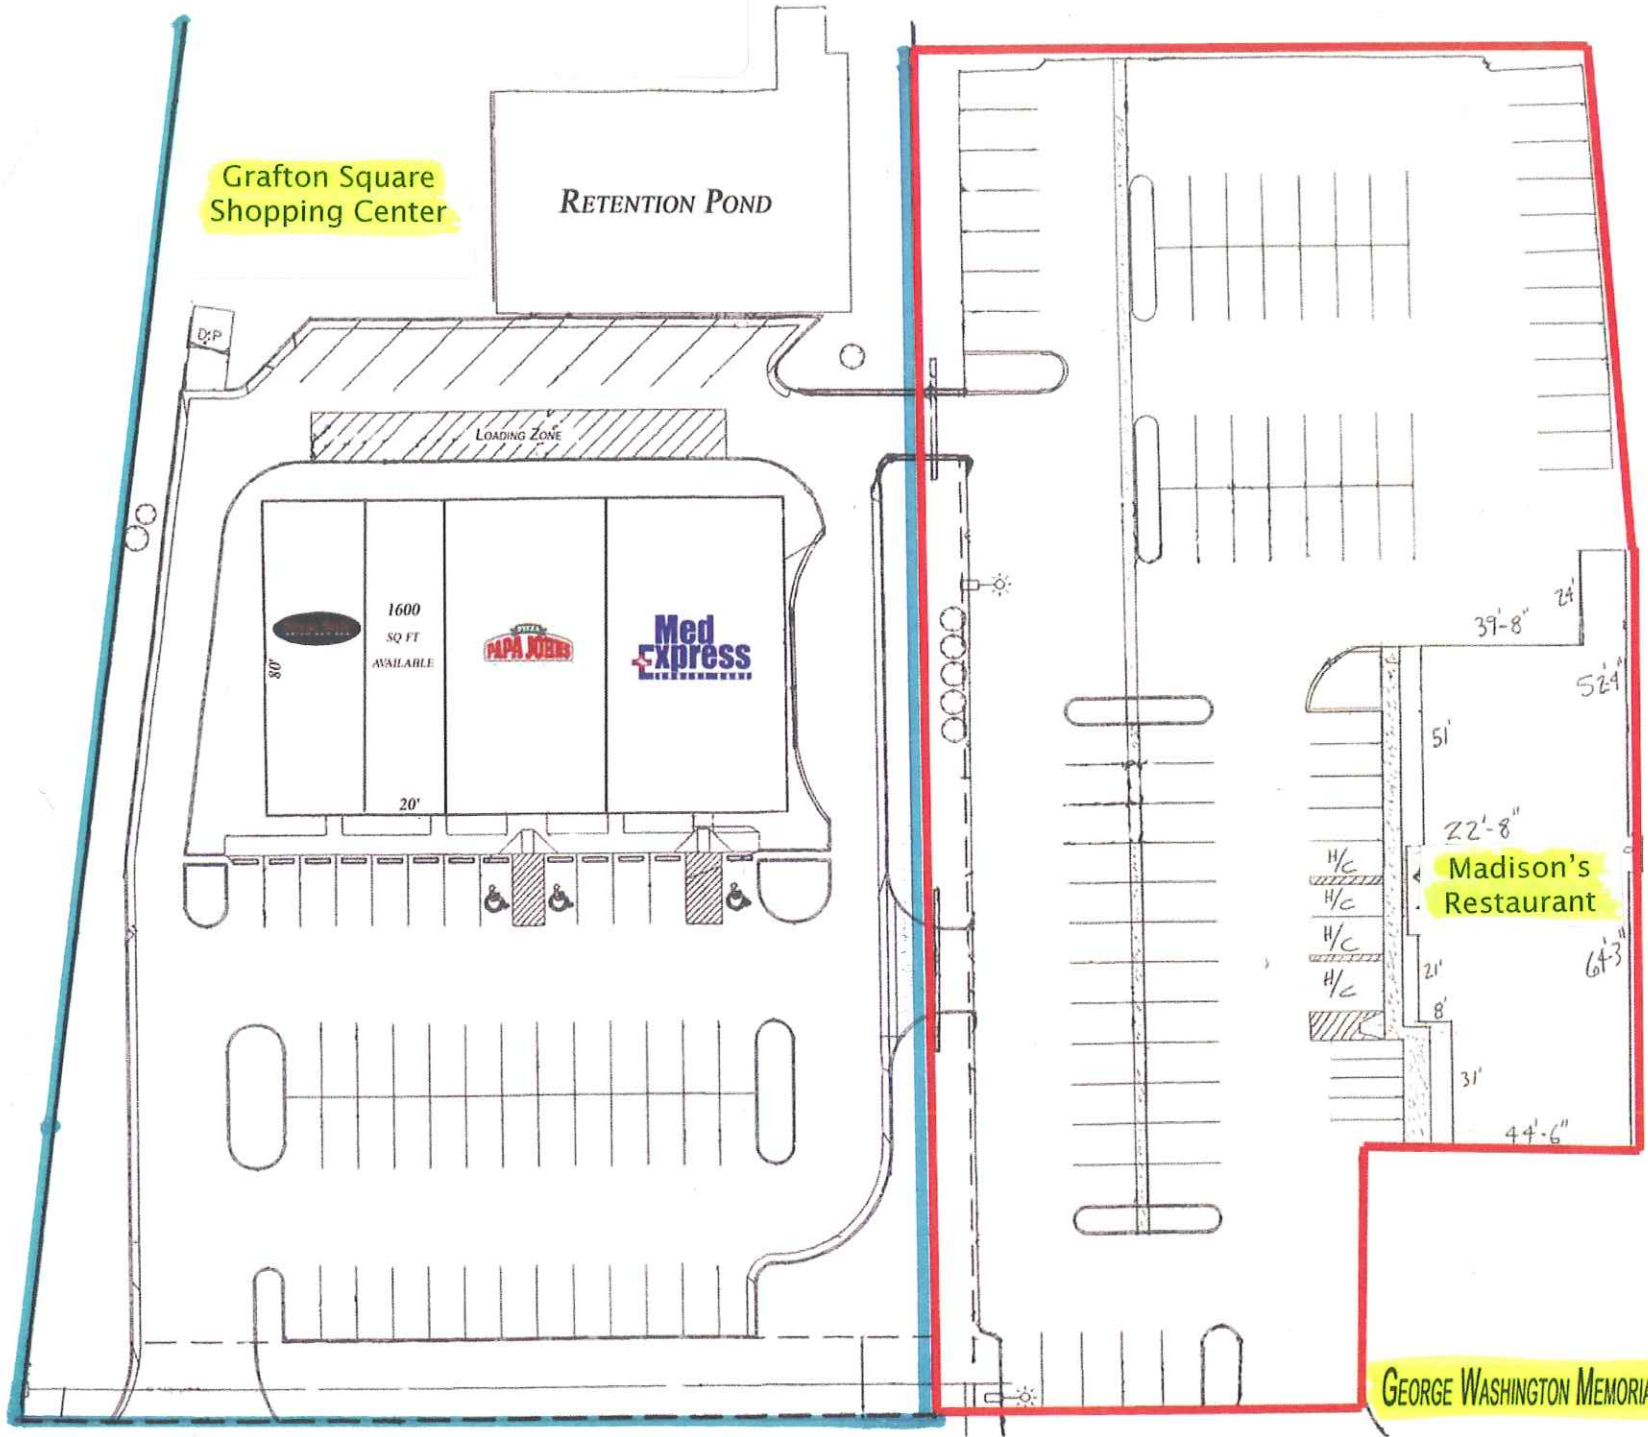 Grafton Square
Shopping Center
RETENTION POND
D:P
LOADING ZONE
1600
SQ FT
AVAILABLE
80'
20'
PIZZA
PAPA JOHNS
Med
Express
24'
39'-8"
52'4"
51'
22'-8"
H/C
H/C
H/C
H/C
Madison's
Restaurant
64'-3"
21'
8'
31'
44'-6"
GEORGE WASHINGTON MEMORIA